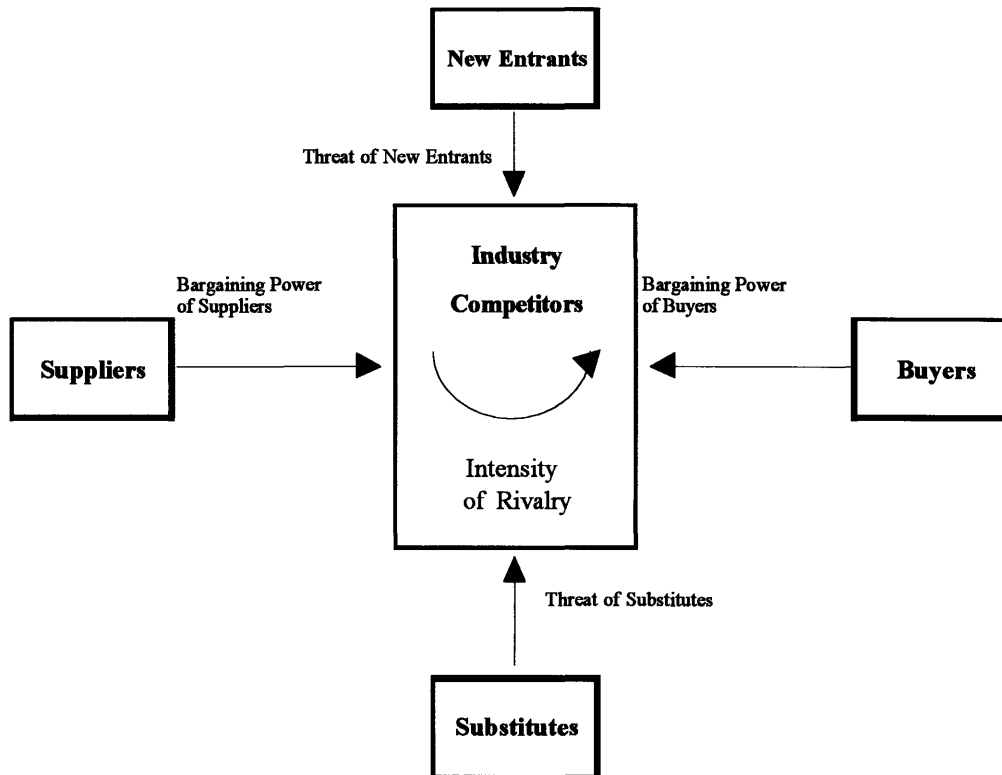 New Entrants
Threat of New Entrants
Industry
Competitors
Bargaining Power
of Suppliers
Bargaining Power
of Buyers
Suppliers
Buyers
Intensity
of Rivalry
Threat of Substitutes
Substitutes